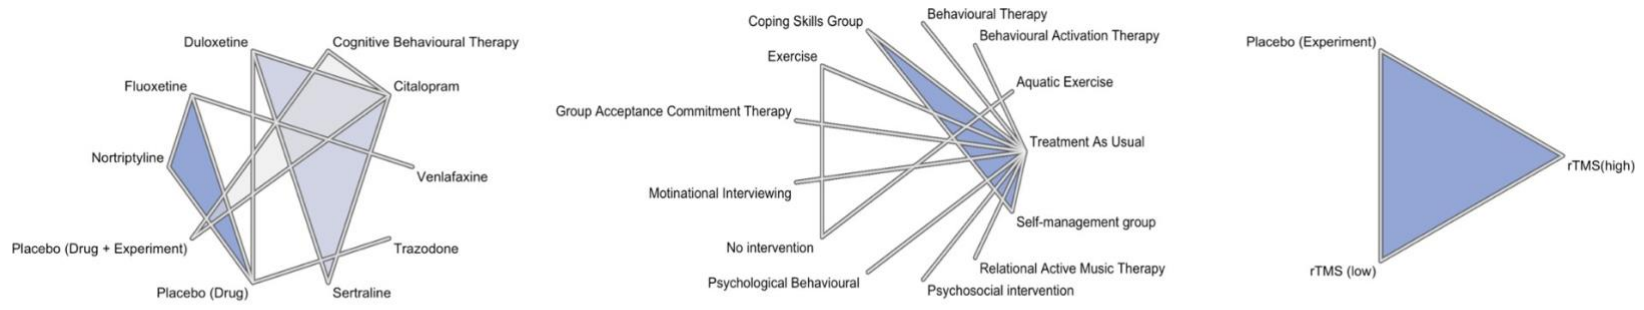 Duloxetine
Cognitive Behavioural Therapy
Fluoxetine
Citalopram
Nortriptyline
Venlafaxine
Placebo (Drug + Experiment)
Trazodone
Placebo (Drug)
Sertraline
Coping Skills Group
Behavioural Therapy
Exercise
Behavioural Activation Therapy
Aquatic Exercise
Group Acceptance Commitment Therapy
Treatment As Usual
Motinational Interviewing
Self-management group
No intervention
Relational Active Music Therapy
Psychological Behavioural
Psychosocial intervention
Placebo (Experiment)
rTMS(high)
rTMS (low)